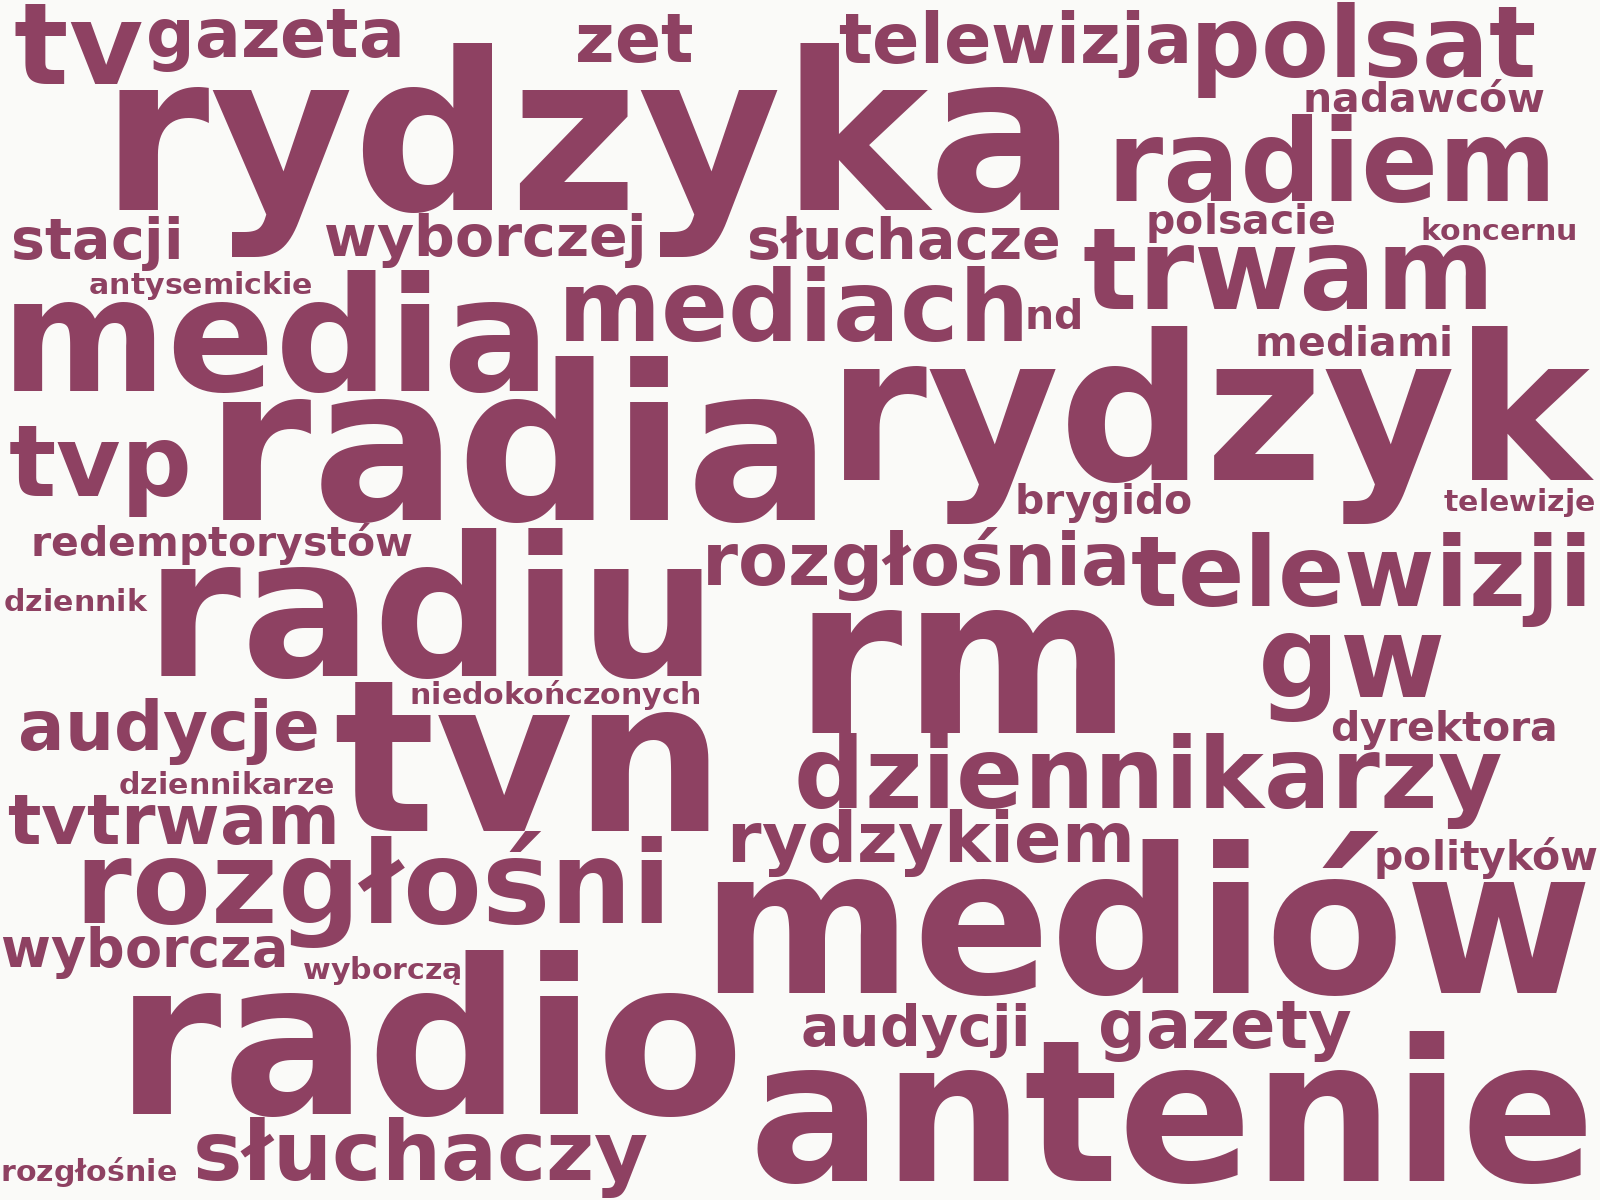 tv gazeta zet telewizja polsat
rydzyka nadawców
radiem
stacji wyborczej słuchacze polsacie koncernu
trwam
antysemickie
media mediach nd
mediami
radia rydzyk
tvp
brygido telewizje
redemptorystów
radiu rozgłośnia telewizji
dziennik
rm gw
niedokończonych
audycje tvn dyrektora
dziennikarze dziennikarzy
tvtrwam rydzykiem
rozgłośni mediów polityków
wyborcza wyborczą
radio audycji gazety
antenie
rozgłośnie słuchaczy